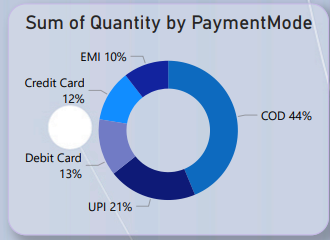 Sum of Quantity by PaymentMode
EMI 10%
Credit Card
12%
COD 44%
Debit Card
13%
UPI 21%